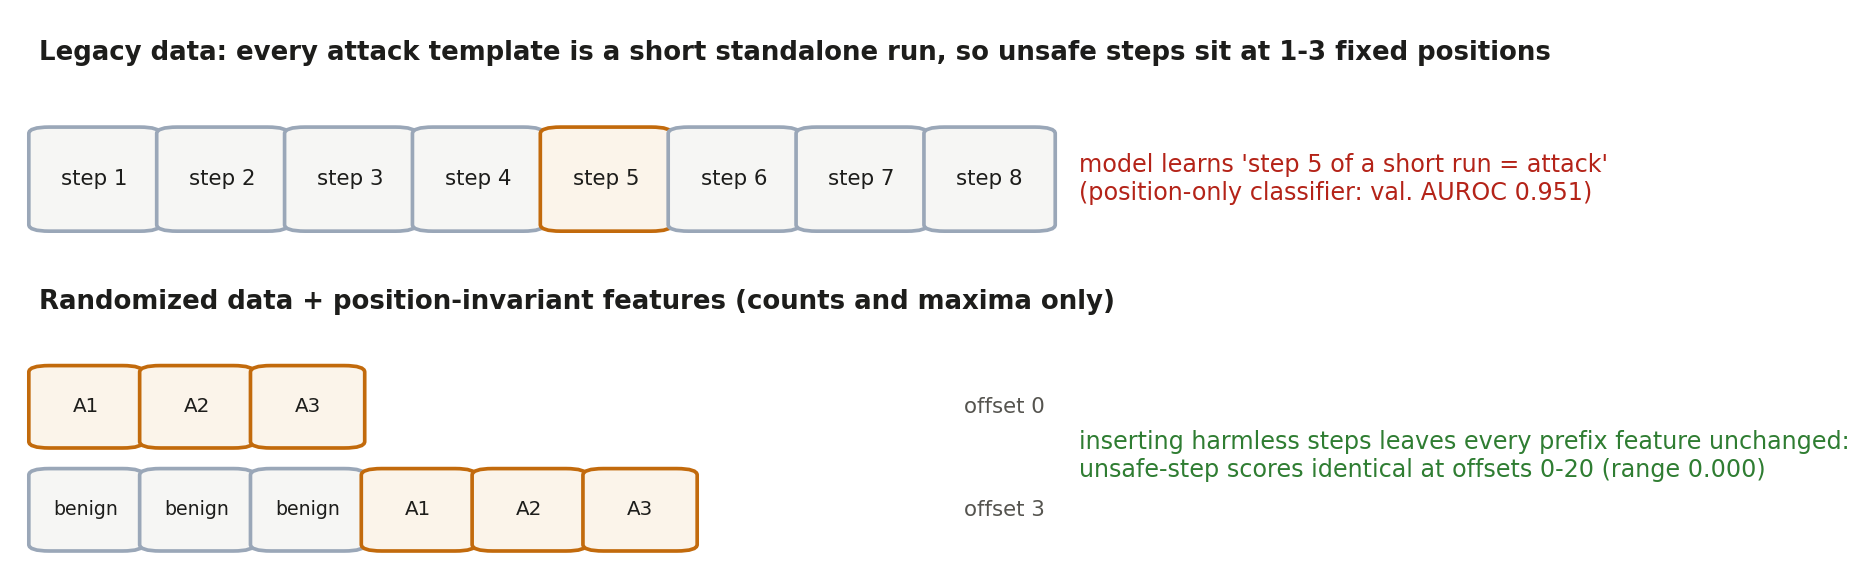 Legacy data: every attack template is a short standalone run, so unsafe steps sit at 1-3 fixed positions
step 1 step 2 step 3 step 4 step 5 step 6 step 7 step 8
model learns 'step 5 of a short run = attack'
(position-only classifier: val. AUROC 0.951)
Randomized data + position-invariant features (counts and maxima only)
A1 A2 A3 offset 0
inserting harmless steps leaves every prefix feature unchanged:
unsafe-step scores identical at offsets 0-20 (range 0.000)
benign benign benign A1 A2 A3 offset 3